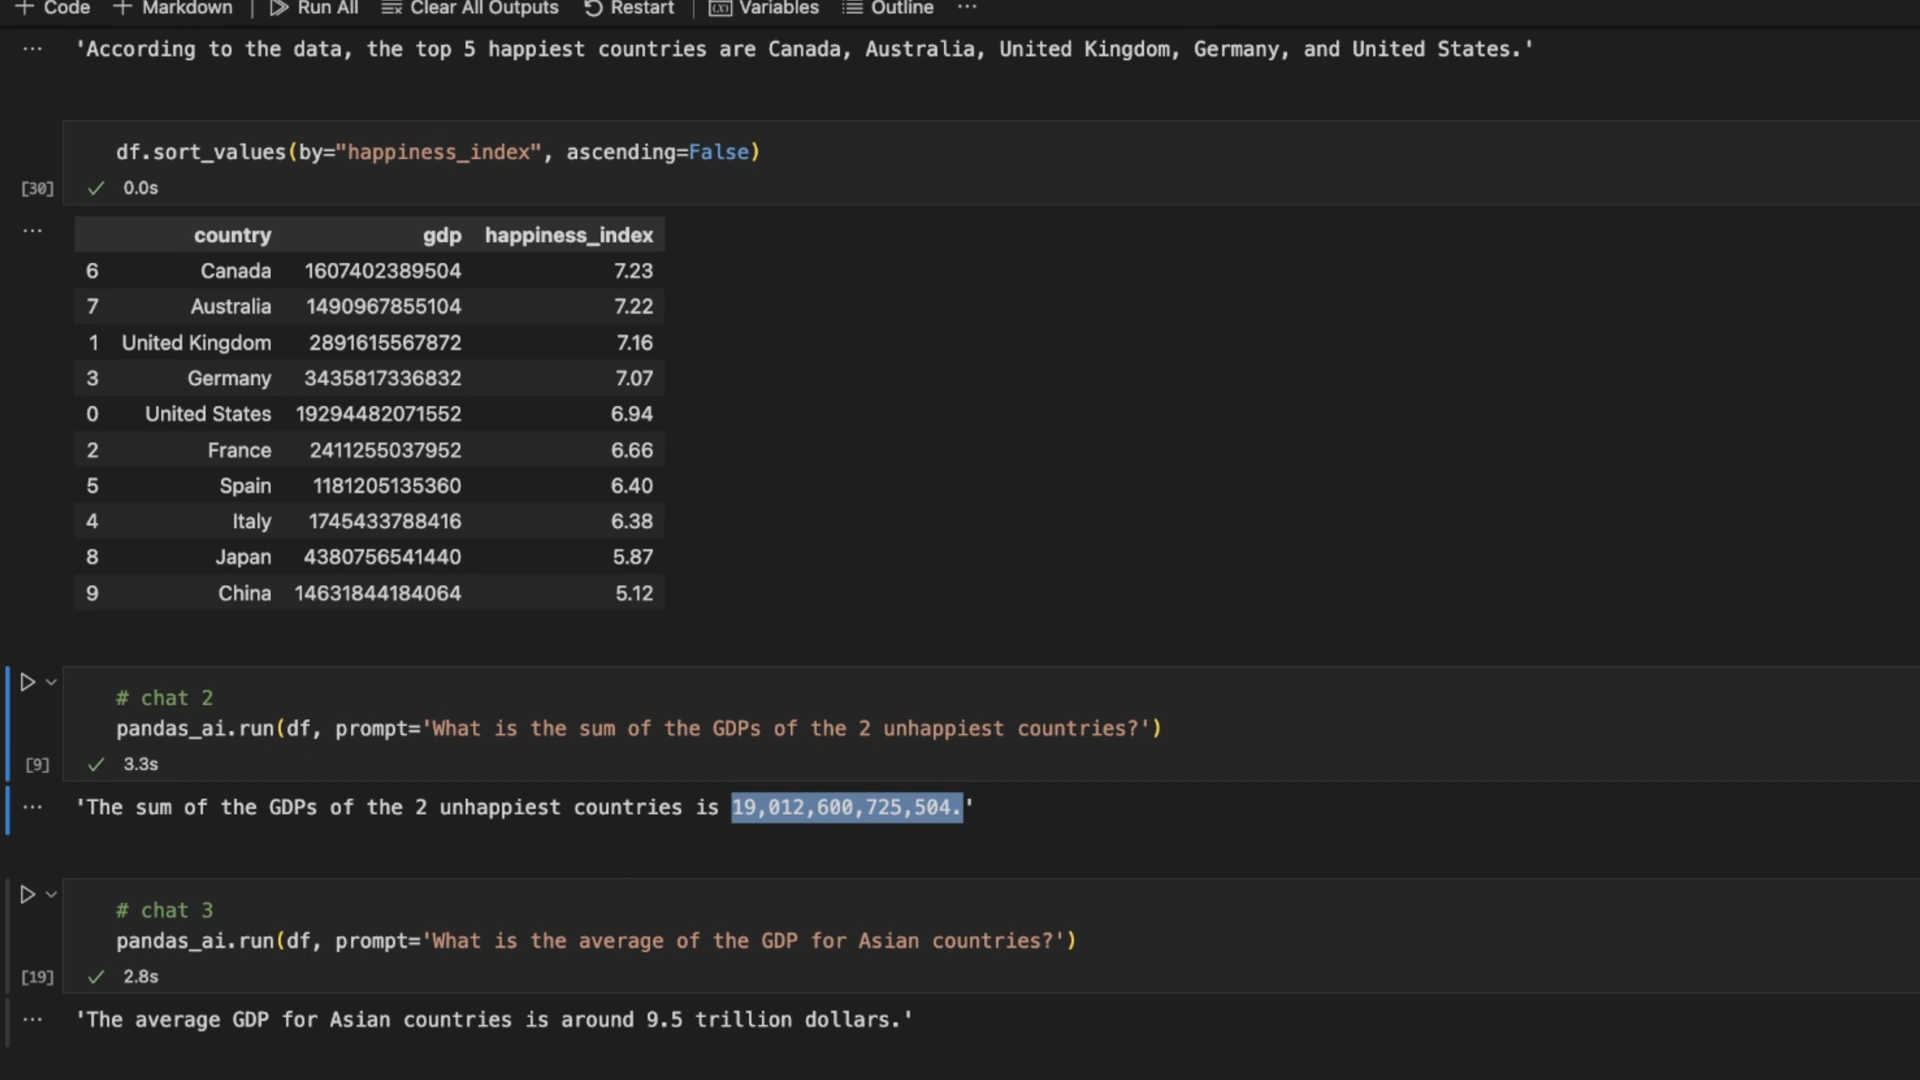 + Code + Markdown | Run All Clear All Outputs Restart | Variables Outline ...
... 'According to the data, the top 5 happiest countries are Canada, Australia, United Kingdom, Germany, and United States.'
df.sort_values(by="happiness_index", ascending=False)
[30] ✓ 0.0s
...
country gdp happiness_index
6 Canada 1607402389504 7.23
7 Australia 1490967855104 7.22
1 United Kingdom 2891615567872 7.16
3 Germany 3435817336832 7.07
0 United States 19294482071552 6.94
2 France 2411255037952 6.66
5 Spain 1181205135360 6.40
4 Italy 1745433788416 6.38
8 Japan 4380756541440 5.87
9 China 14631844184064 5.12
# chat 2
pandas_ai.run(df, prompt='What is the sum of the GDPs of the 2 unhappiest countries?')
[9] ✓ 3.3s
... 'The sum of the GDPs of the 2 unhappiest countries is 19,012,600,725,504.'
# chat 3
pandas_ai.run(df, prompt='What is the average of the GDP for Asian countries?')
[19] ✓ 2.8s
... 'The average GDP for Asian countries is around 9.5 trillion dollars.'